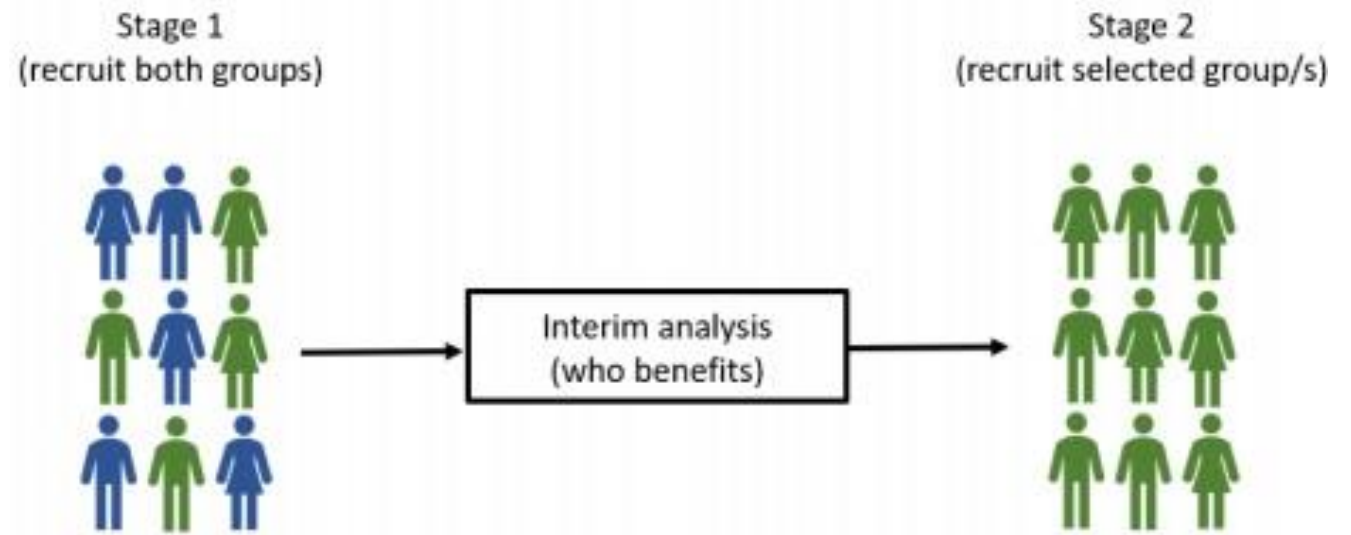 Stage 1
(recruit both groups)
Stage 2
(recruit selected group/s)
Interim analysis
(who benefits)